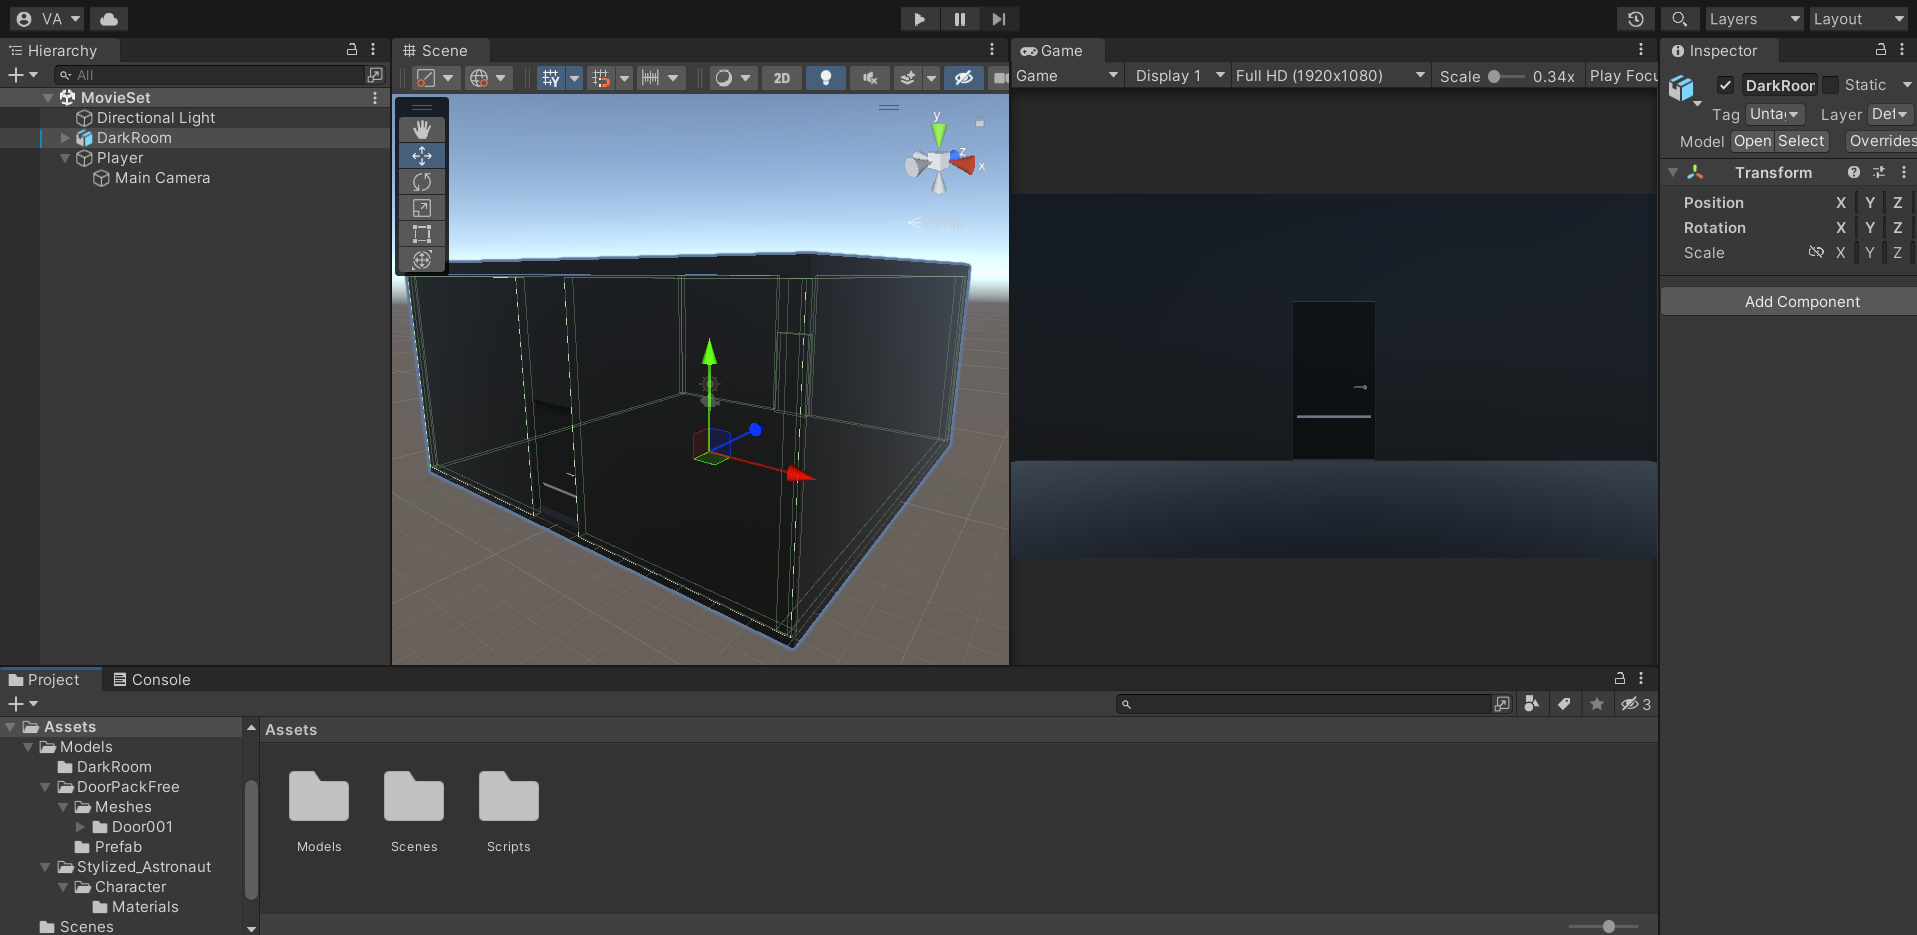 VA
Hierarchy
All
MovieSet
Directional Light
DarkRoom
Player
Main Camera
Scene
2D
y
z
x
Persp
Game
Game
Display 1
Full HD (1920x1080)
Scale
0.34x
Play Focu
Layers
Layout
Inspector
DarkRoor
Static
Tag
Unta
Layer
Def
Model
Open
Select
Overrides
Transform
Position
X
Y
Z
Rotation
X
Y
Z
Scale
X
Y
Z
Add Component
Project
Console
3
Assets
Models
DarkRoom
DoorPackFree
Meshes
Door001
Prefab
Stylized_Astronaut
Character
Materials
Scenes
Assets
Models
Scenes
Scripts